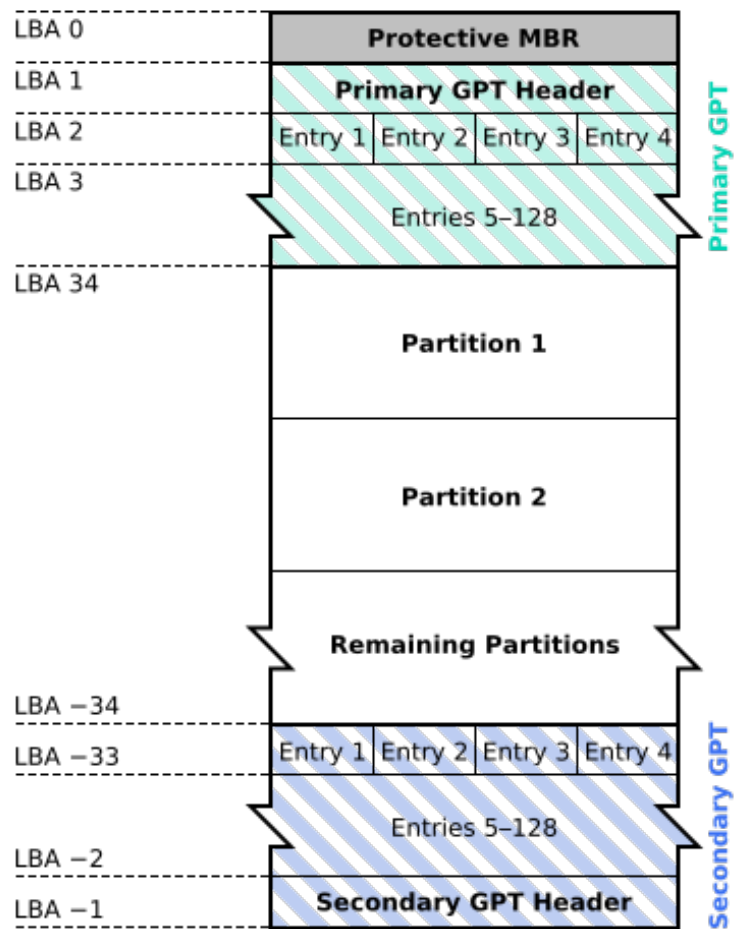 LBA 0
Protective MBR
LBA 1
Primary GPT Header
LBA 2
Entry 1 Entry 2 Entry 3 Entry 4
LBA 3
Entries 5–128
Primary GPT
LBA 34
Partition 1
Partition 2
Remaining Partitions
LBA −34
LBA −33
Entry 1 Entry 2 Entry 3 Entry 4
Entries 5–128
LBA −2
LBA −1
Secondary GPT Header
Secondary GPT